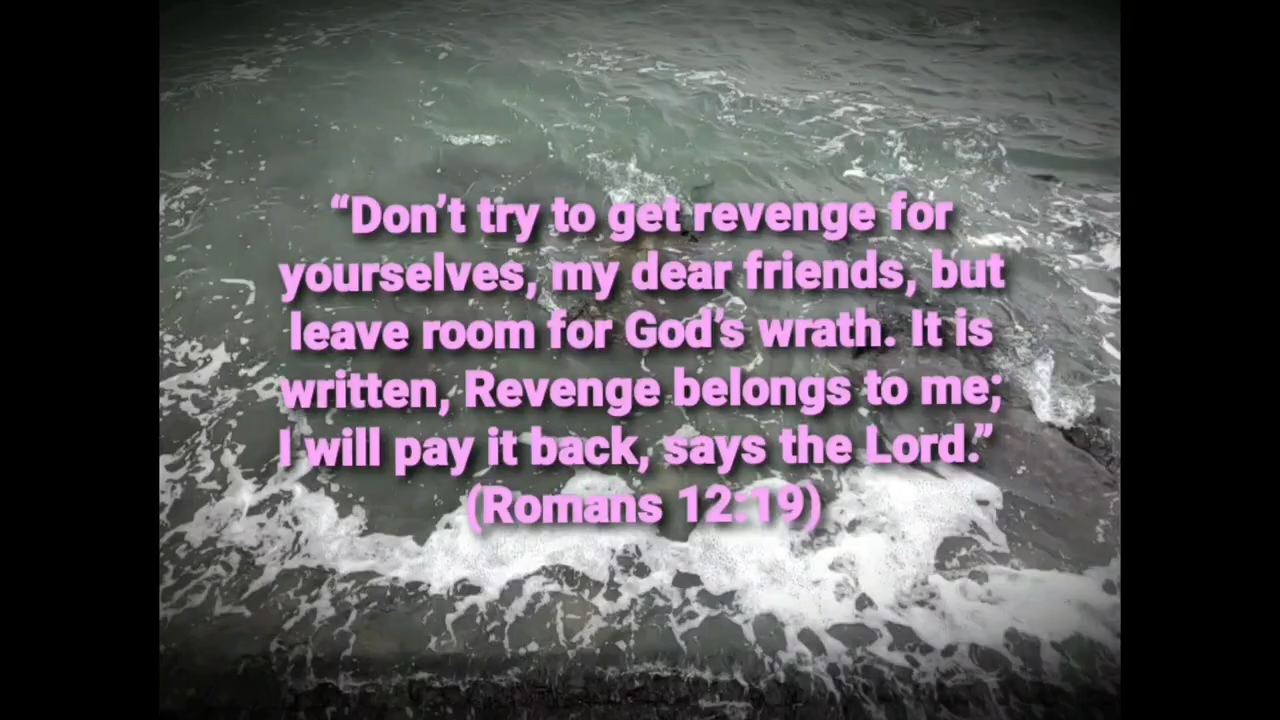 “Don’t try to get revenge for
yourselves, my dear friends, but
leave room for God’s wrath. It is
written, Revenge belongs to me;
I will pay it back, says the Lord.”
(Romans 12:19)